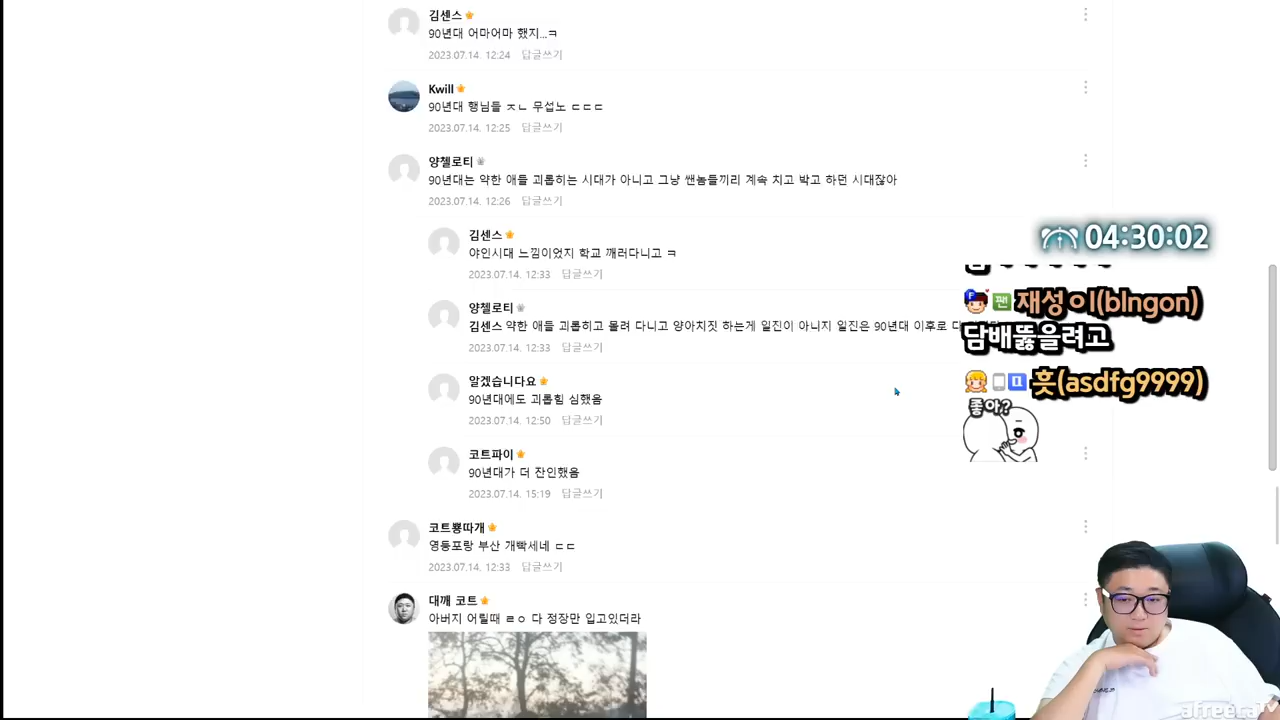 김센스
90년대 어마어마 했지...ㅋ
2023.07.14. 12:24 답글쓰기
Kwill
90년대 행님들 ㅈㄴ 무섭노 ㄷㄷㄷ
2023.07.14. 12:25 답글쓰기
양첼로티
90년대는 약한 애들 괴롭히는 시대가 아니고 그냥 쌘놈들끼리 계속 치고 박고 하던 시대잖아
2023.07.14. 12:26 답글쓰기
김센스
야인시대 느낌이었지 학교 깨러다니고 ㅋ
2023.07.14. 12:33 답글쓰기
양첼로티
김센스 약한 애들 괴롭히고 몰려 다니고 양아치짓 하는게 일진이 아니지 일진은 90년대 이후로 다
2023.07.14. 12:33 답글쓰기
알겠습니다요
90년대에도 괴롭힘 심했음
2023.07.14. 12:50 답글쓰기
코트파이
90년대가 더 잔인했음
2023.07.14. 15:19 답글쓰기
코트뿅따개
영등포랑 부산 개빡세네 ㄷㄷ
2023.07.14. 12:33 답글쓰기
대깨 코트
아버지 어릴때 ㄹㅇ 다 정장만 입고있더라
04:30:02
팬 재성이(blngon)
담배뚫을려고
흣(asdfg9999)
좋아?
afreecaTV